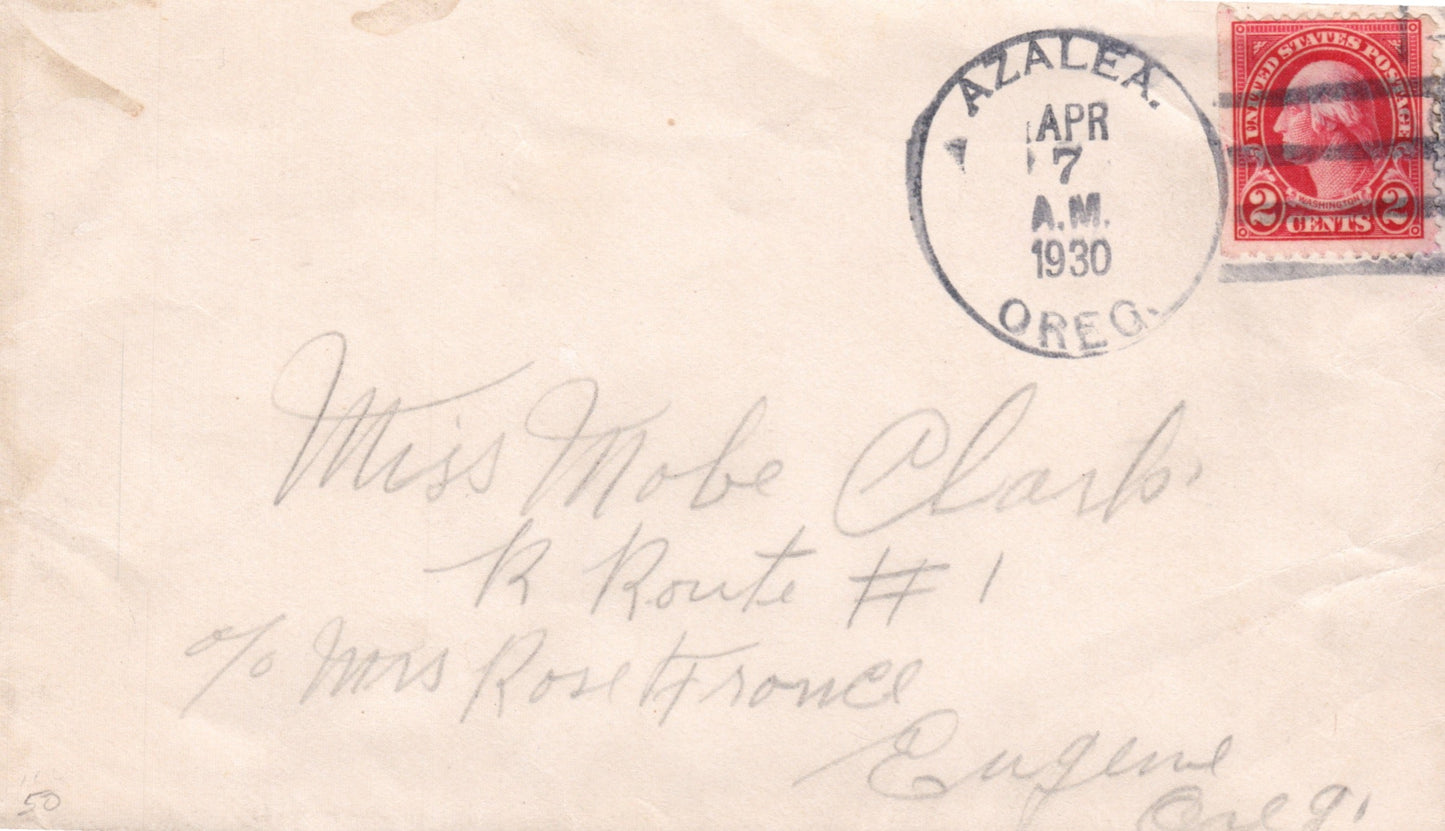 AZALEA.
APR
7
A.M.
1930
OREG.
UNITED STATES POSTAGE
WASHINGTON
2 CENTS 2
Miss Mobe Clark
R Route # 1
c/o Mrs Rose France
Eugene
Oreg.
50